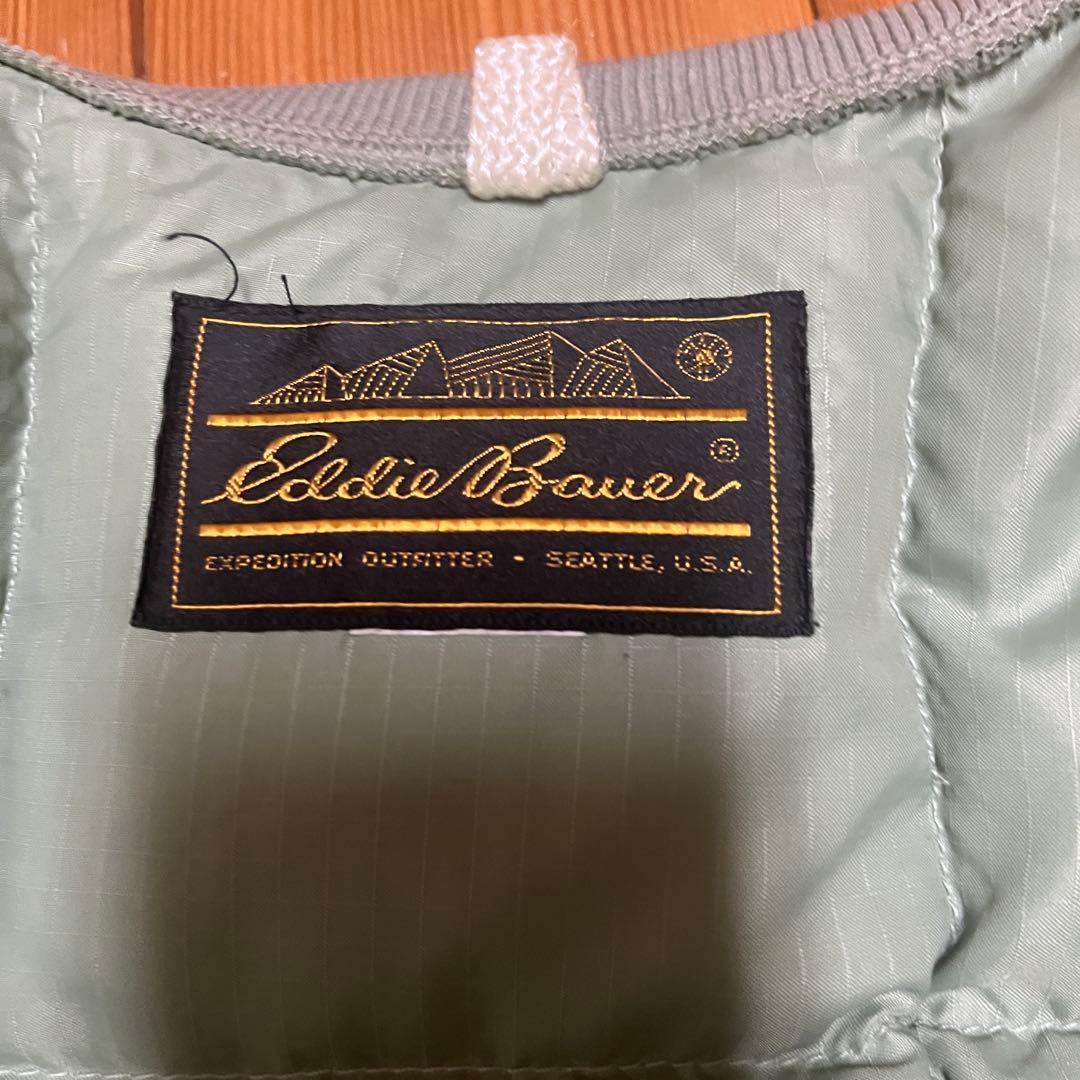 Eddie Bauer®
EXPEDITION OUTFITTER · SEATTLE, U.S.A.